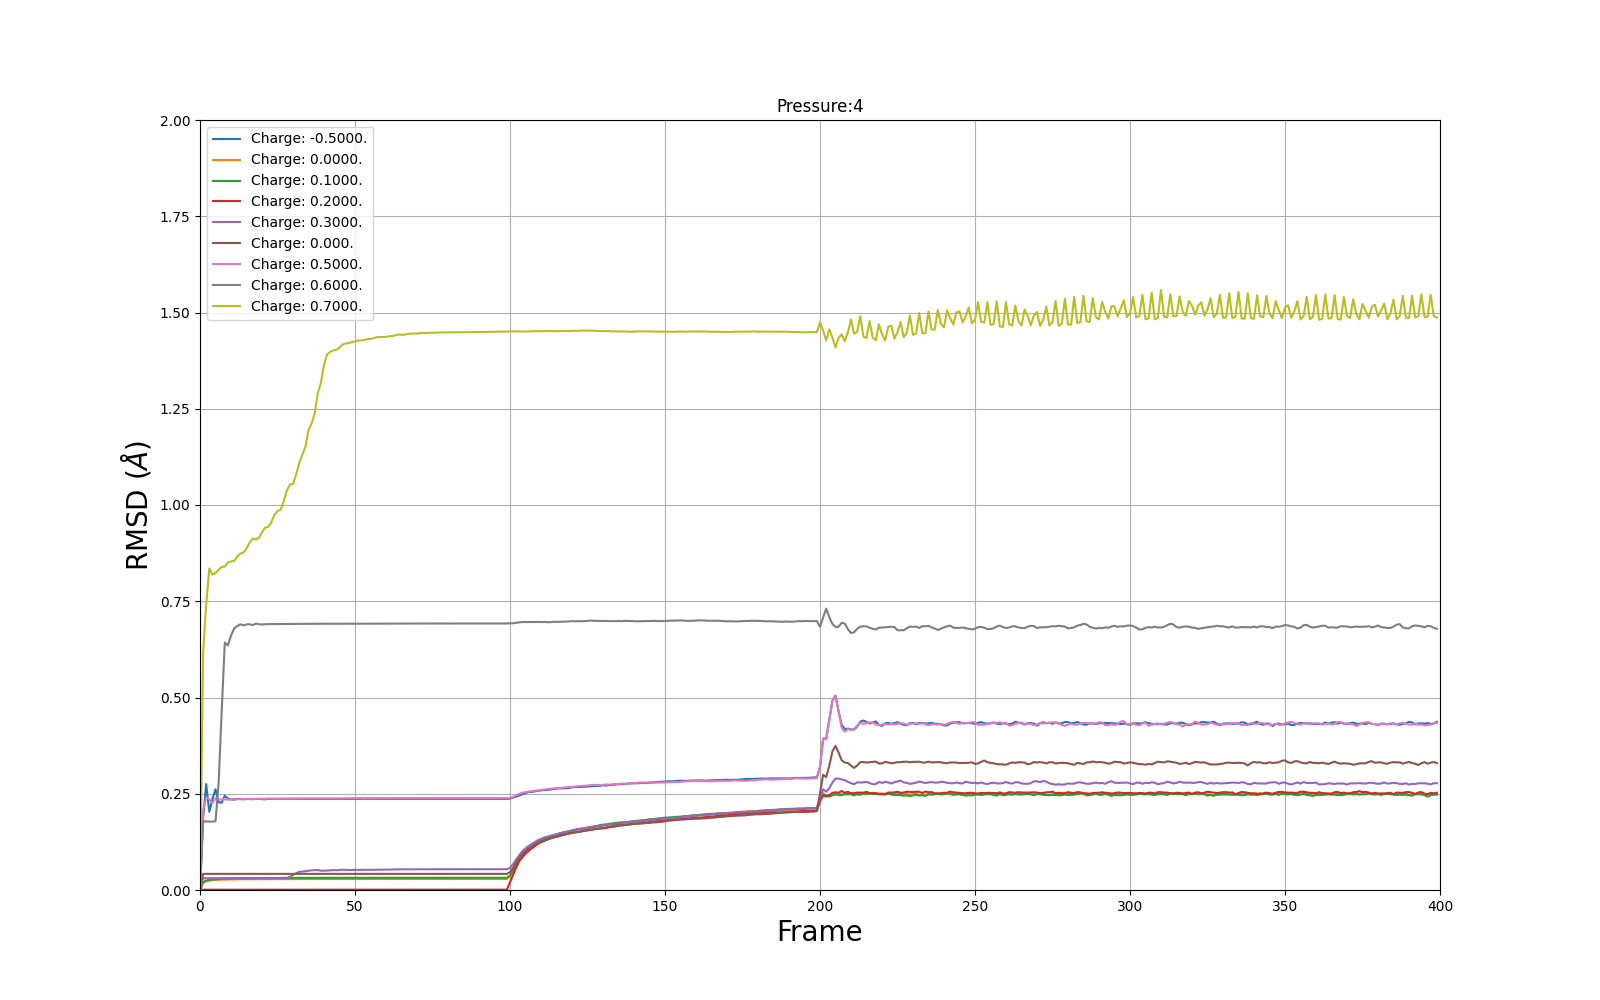 Pressure:4
2.00
1.75
1.50
1.25
1.00
0.75
0.50
0.25
0.00
RMSD (Å)
Charge: -0.5000.
Charge: 0.0000.
Charge: 0.1000.
Charge: 0.2000.
Charge: 0.3000.
Charge: 0.000.
Charge: 0.5000.
Charge: 0.6000.
Charge: 0.7000.
0 50 100 150 200 250 300 350 400
Frame